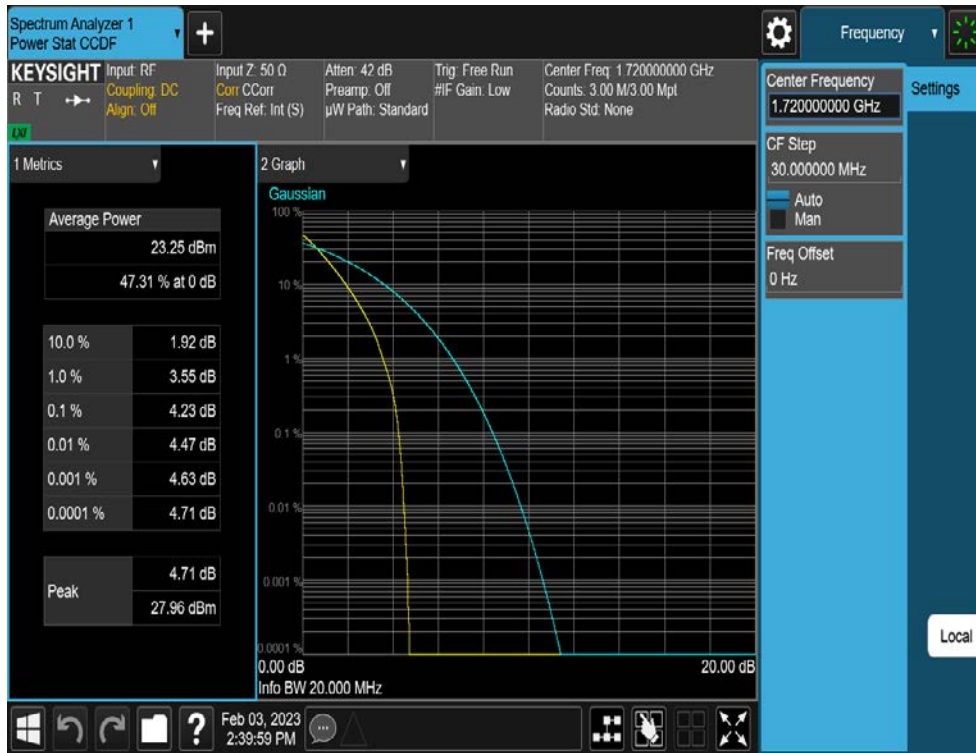 Spectrum Analyzer 1
Power Stat CCDF
+
Frequency
KEYSIGHT
R T
LXI
Input: RF
Coupling: DC
Align: Off
Input Z: 50 Ω
Corr CCorr
Freq Ref: Int (S)
Atten: 42 dB
Preamp: Off
µW Path: Standard
Trig: Free Run
#IF Gain: Low
Center Freq: 1.720000000 GHz
Counts: 3.00 M/3.00 Mpt
Radio Std: None
Center Frequency
1.720000000 GHz
Settings
CF Step
30.000000 MHz
Auto
Man
Freq Offset
0 Hz
Local
1 Metrics
Average Power
23.25 dBm
47.31 % at 0 dB
10.0 % 1.92 dB
1.0 % 3.55 dB
0.1 % 4.23 dB
0.01 % 4.47 dB
0.001 % 4.63 dB
0.0001 % 4.71 dB
Peak
4.71 dB
27.96 dBm
2 Graph
Gaussian
100 %
10 %
1 %
0.1 %
0.01 %
0.001 %
0.0001 %
0.00 dB 20.00 dB
Info BW 20.000 MHz
?
Feb 03, 2023
2:39:59 PM